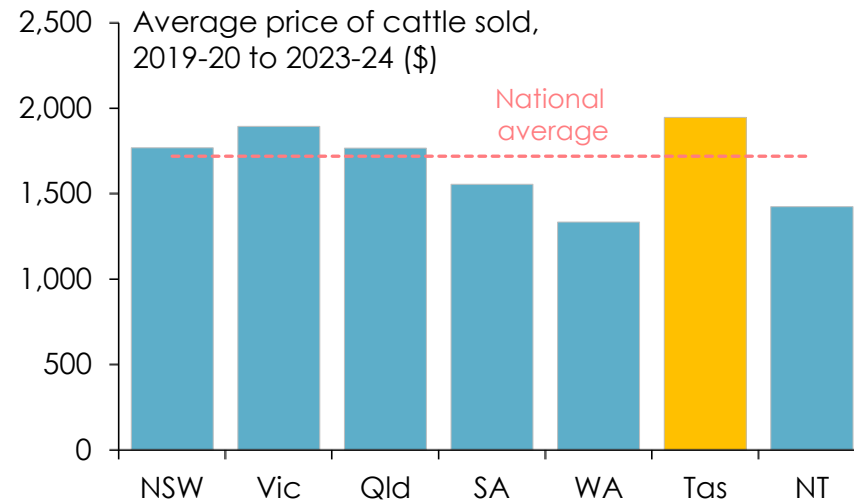 Average price of cattle sold,
2019-20 to 2023-24 ($)
2,500
2,000
1,500
1,000
500
0
National
average
NSW Vic Qld SA WA Tas NT